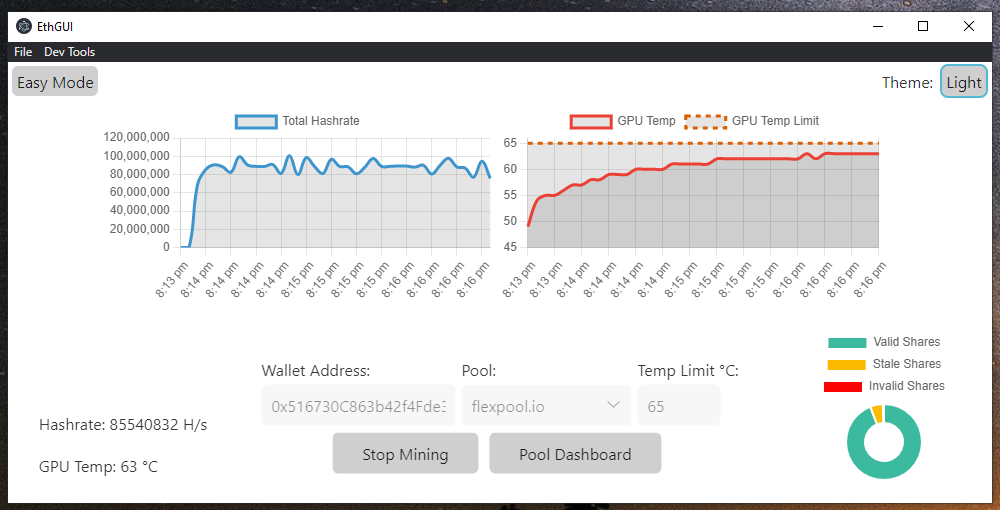 EthGUI
File Dev Tools
Easy Mode
Theme: Light
Total Hashrate
120,000,000
100,000,000
80,000,000
60,000,000
40,000,000
20,000,000
0
8:13 pm 8:14 pm 8:14 pm 8:14 pm 8:14 pm 8:14 pm 8:15 pm 8:15 pm 8:15 pm 8:16 pm 8:16 pm 8:16 pm
GPU Temp GPU Temp Limit
65
60
55
50
45
8:13 pm 8:13 pm 8:14 pm 8:14 pm 8:14 pm 8:14 pm 8:14 pm 8:15 pm 8:15 pm 8:15 pm 8:16 pm 8:16 pm 8:16 pm 8:16 pm
Valid Shares
Stale Shares
Invalid Shares
Wallet Address: Pool: Temp Limit °C:
0x516730C863b42f4Fde3 flexpool.io 65
Hashrate: 85540832 H/s
GPU Temp: 63 °C
Stop Mining Pool Dashboard